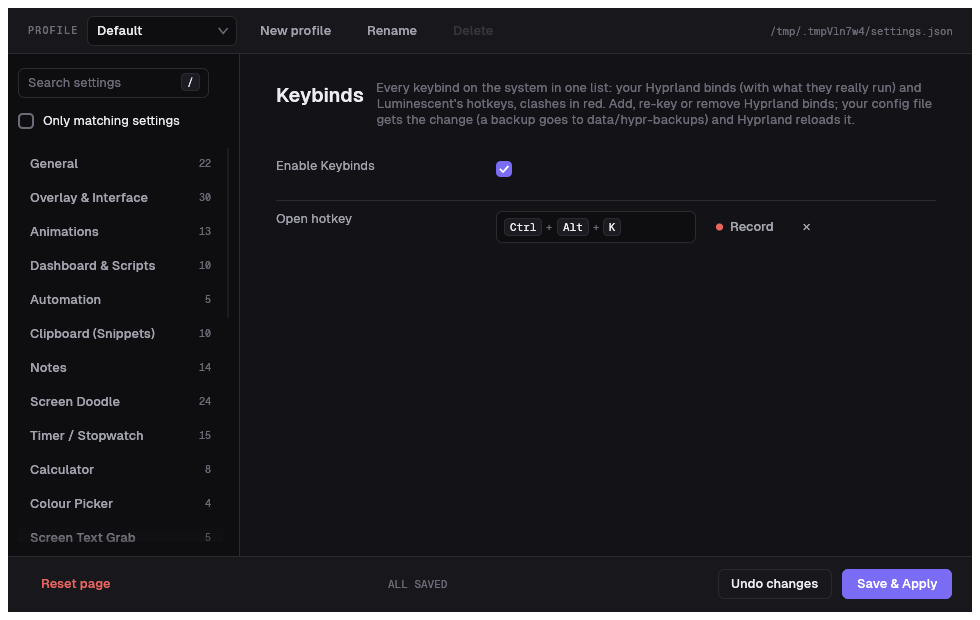 PROFILE Default New profile Rename Delete /tmp/.tmpVln7w4/settings.json
Search settings /
Only matching settings
General 22
Overlay & Interface 30
Animations 13
Dashboard & Scripts 10
Automation 5
Clipboard (Snippets) 10
Notes 14
Screen Doodle 24
Timer / Stopwatch 15
Calculator 8
Colour Picker 4
Screen Text Grab 5
Keybinds
Every keybind on the system in one list: your Hyprland binds (with what they really run) and
Luminescent's hotkeys, clashes in red. Add, re-key or remove Hyprland binds; your config file
gets the change (a backup goes to data/hypr-backups) and Hyprland reloads it.
Enable Keybinds
Open hotkey Ctrl + Alt + K Record ×
Reset page ALL SAVED Undo changes Save & Apply